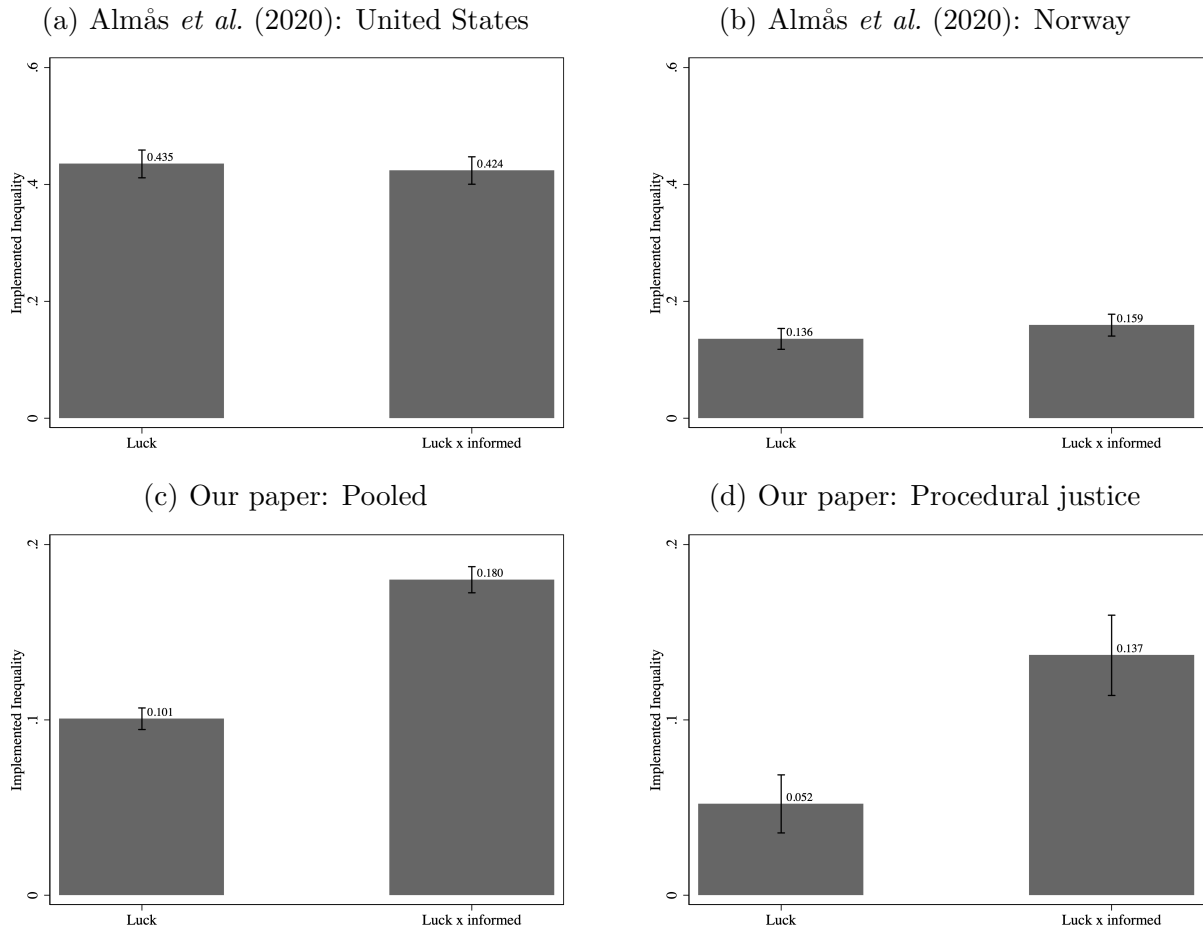 (a) Almås et al. (2020): United States
Implemented Inequality
.6
.4
.2
0
0.435
0.424
Luck
Luck x informed
(b) Almås et al. (2020): Norway
Implemented Inequality
.6
.4
.2
0
0.136
0.159
Luck
Luck x informed
(c) Our paper: Pooled
Implemented Inequality
.2
.1
0
0.101
0.180
Luck
Luck x informed
(d) Our paper: Procedural justice
Implemented Inequality
.2
.1
0
0.052
0.137
Luck
Luck x informed